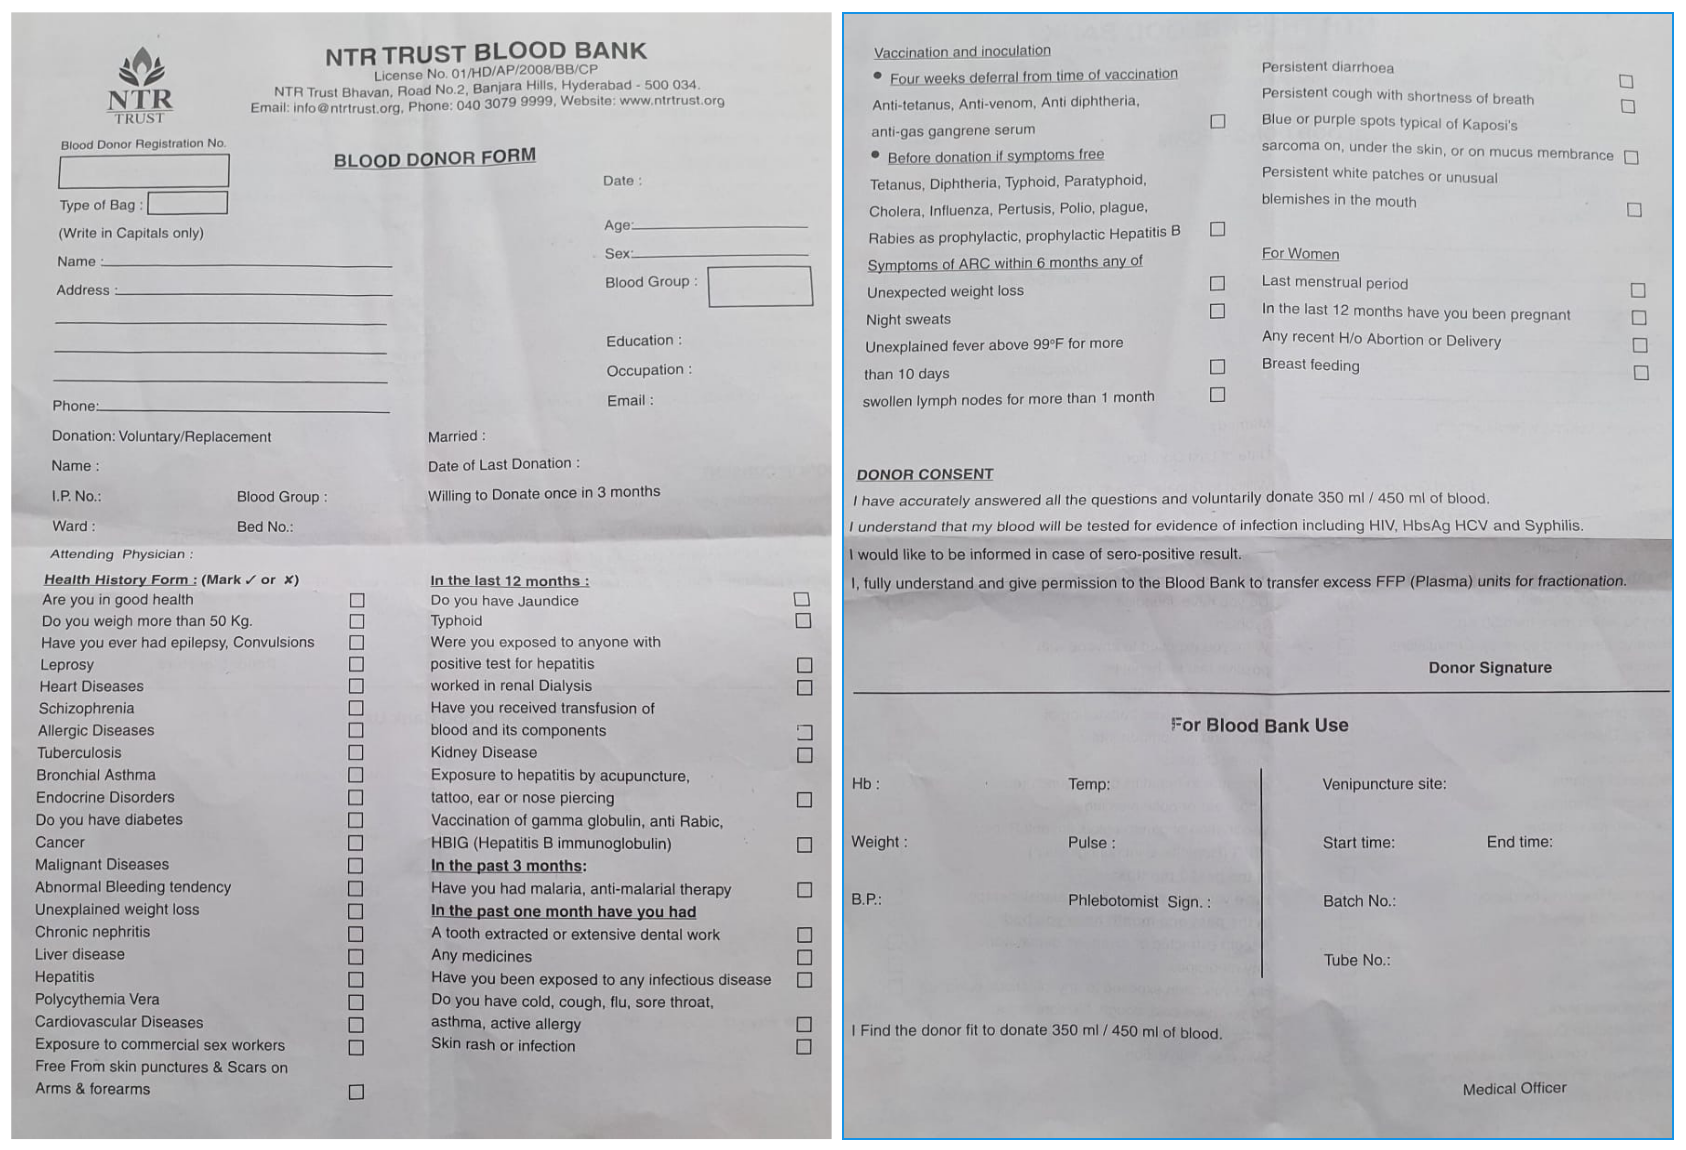 NTR
TRUST
NTR TRUST BLOOD BANK
License No. 01/HD/AP/2008/BB/CP
NTR Trust Bhavan, Road No.2, Banjara Hills, Hyderabad - 500 034.
Email: info@ntrtrust.org, Phone: 040 3079 9999, Website: www.ntrtrust.org
Blood Donor Registration No.
BLOOD DONOR FORM
Date :
Type of Bag :
(Write in Capitals only)
Age:
Name :
Sex:
Address :
Blood Group :
Education :
Occupation :
Phone:
Email :
Donation: Voluntary/Replacement
Married :
Name :
Date of Last Donation :
I.P. No.: Blood Group :
Willing to Donate once in 3 months
Ward : Bed No.:
Attending Physician :
Health History Form : (Mark ✓ or ✗)
Are you in good health
Do you weigh more than 50 Kg.
Have you ever had epilepsy, Convulsions
Leprosy
Heart Diseases
Schizophrenia
Allergic Diseases
Tuberculosis
Bronchial Asthma
Endocrine Disorders
Do you have diabetes
Cancer
Malignant Diseases
Abnormal Bleeding tendency
Unexplained weight loss
Chronic nephritis
Liver disease
Hepatitis
Polycythemia Vera
Cardiovascular Diseases
Exposure to commercial sex workers
Free From skin punctures & Scars on
Arms & forearms
In the last 12 months :
Do you have Jaundice
Typhoid
Were you exposed to anyone with
positive test for hepatitis
worked in renal Dialysis
Have you received transfusion of
blood and its components
Kidney Disease
Exposure to hepatitis by acupuncture,
tattoo, ear or nose piercing
Vaccination of gamma globulin, anti Rabic,
HBIG (Hepatitis B immunoglobulin)
In the past 3 months:
Have you had malaria, anti-malarial therapy
In the past one month have you had
A tooth extracted or extensive dental work
Any medicines
Have you been exposed to any infectious disease
Do you have cold, cough, flu, sore throat,
asthma, active allergy
Skin rash or infection
Vaccination and inoculation
• Four weeks deferral from time of vaccination
Anti-tetanus, Anti-venom, Anti diphtheria,
anti-gas gangrene serum
• Before donation if symptoms free
Tetanus, Diphtheria, Typhoid, Paratyphoid,
Cholera, Influenza, Pertusis, Polio, plague,
Rabies as prophylactic, prophylactic Hepatitis B
Symptoms of ARC within 6 months any of
Unexpected weight loss
Night sweats
Unexplained fever above 99°F for more
than 10 days
swollen lymph nodes for more than 1 month
Persistent diarrhoea
Persistent cough with shortness of breath
Blue or purple spots typical of Kaposi's
sarcoma on, under the skin, or on mucus membrance
Persistent white patches or unusual
blemishes in the mouth
For Women
Last menstrual period
In the last 12 months have you been pregnant
Any recent H/o Abortion or Delivery
Breast feeding
DONOR CONSENT
I have accurately answered all the questions and voluntarily donate 350 ml / 450 ml of blood.
I understand that my blood will be tested for evidence of infection including HIV, HbsAg HCV and Syphilis.
I would like to be informed in case of sero-positive result.
I, fully understand and give permission to the Blood Bank to transfer excess FFP (Plasma) units for fractionation.
Donor Signature
For Blood Bank Use
Hb : Temp: Venipuncture site:
Weight : Pulse : Start time: End time:
B.P.: Phlebotomist Sign. : Batch No.:
Tube No.:
I Find the donor fit to donate 350 ml / 450 ml of blood.
Medical Officer